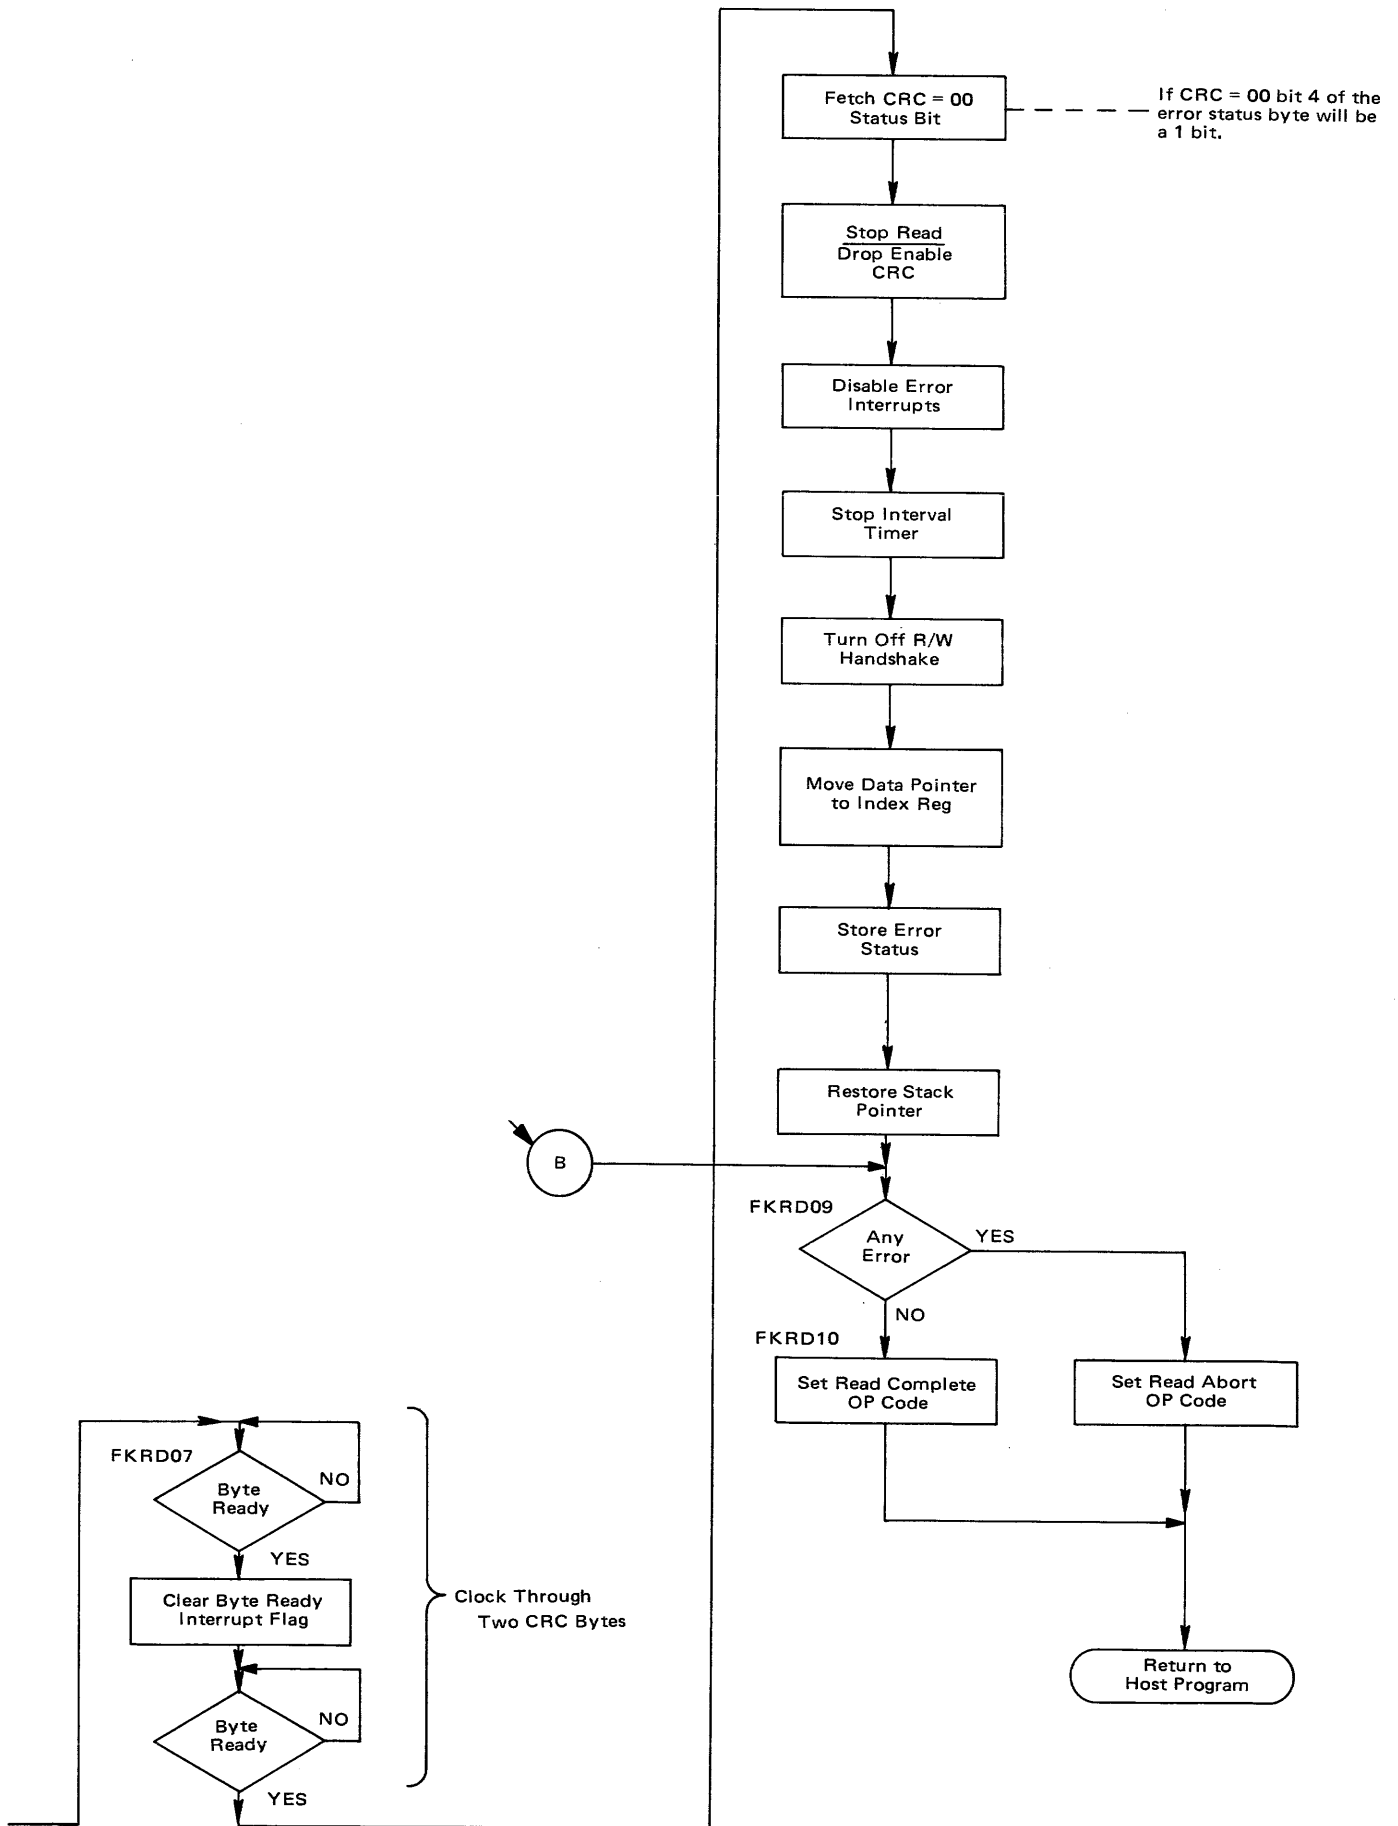 Fetch CRC = 00
Status Bit
If CRC = 00 bit 4 of the
error status byte will be
a 1 bit.
Stop Read
Drop Enable
CRC
Disable Error
Interrupts
Stop Interval
Timer
Turn Off R/W
Handshake
Move Data Pointer
to Index Reg
Store Error
Status
Restore Stack
Pointer
B
FKRD09
Any
Error
YES
NO
FKRD10
Set Read Complete
OP Code
Set Read Abort
OP Code
Return to
Host Program
FKRD07
Byte
Ready
NO
YES
Clear Byte Ready
Interrupt Flag
Clock Through
Two CRC Bytes
Byte
Ready
NO
YES